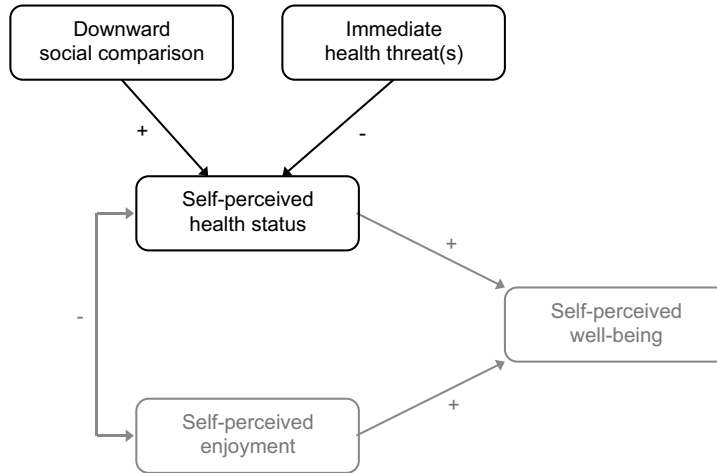 Downward
social comparison
Immediate
health threat(s)
+
-
Self-perceived
health status
+
-
Self-perceived
well-being
+
Self-perceived
enjoyment